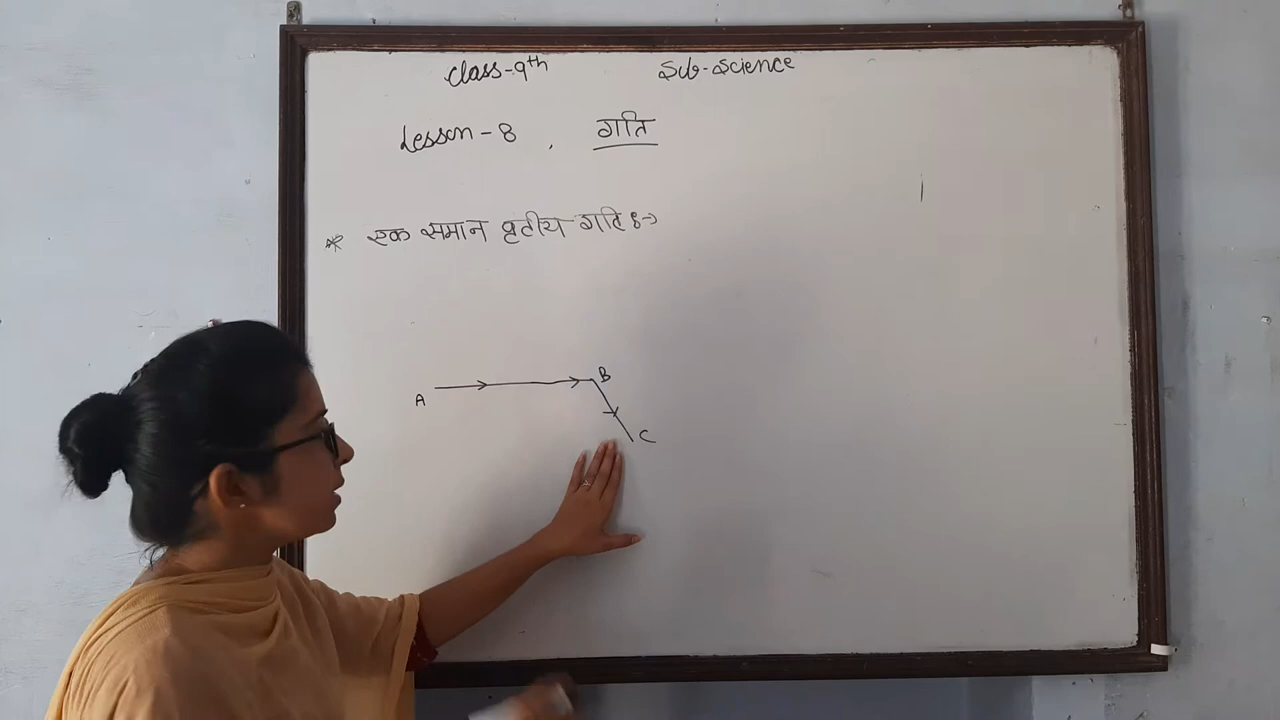 Class-9th Sub-Science
Lesson-8, गति
* एक समान वृतीय गति :->
A
B
C